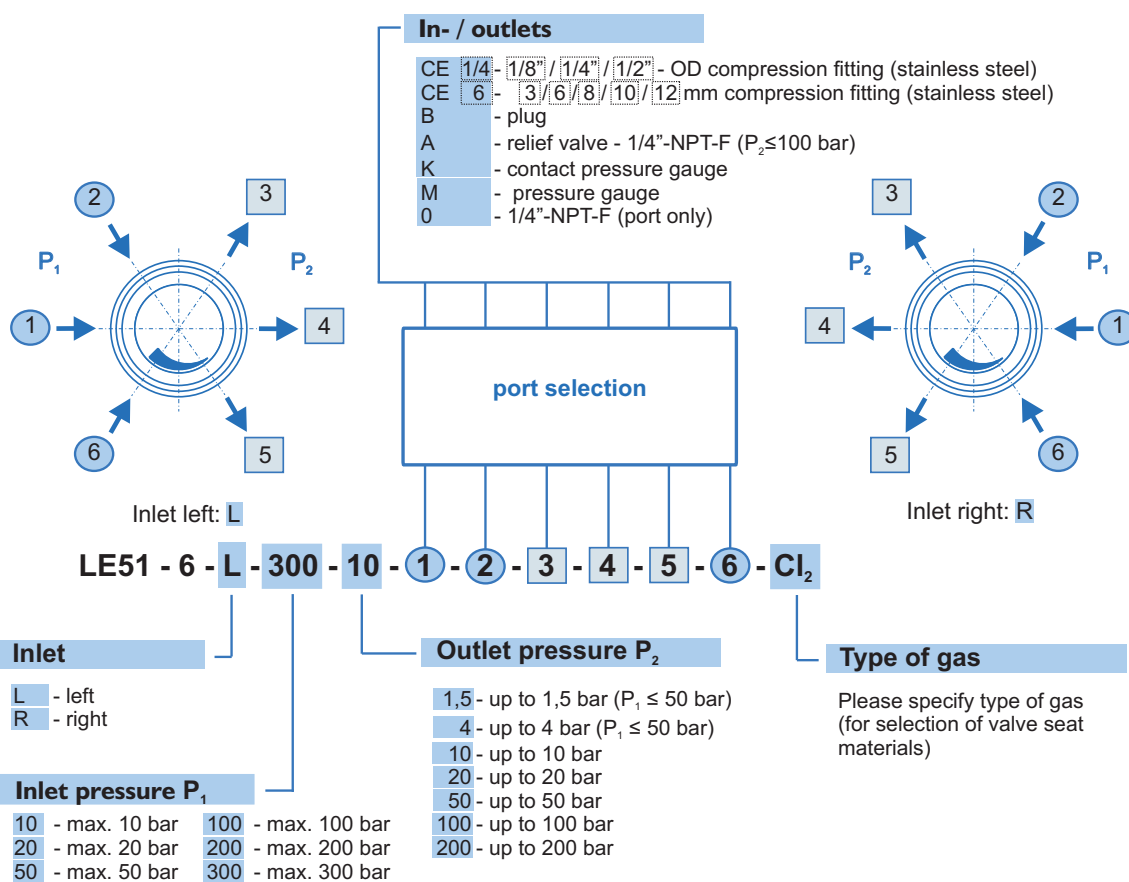 In- / outlets
CE 1/4 - 1/8” / 1/4” / 1/2” - OD compression fitting (stainless steel)
CE 6 - 3 / 6 / 8 / 10 / 12 mm compression fitting (stainless steel)
B - plug
A - relief valve - 1/4”-NPT-F (P₂≤100 bar)
K - contact pressure gauge
M - pressure gauge
0 - 1/4”-NPT-F (port only)
2 3
P₁ P₂
1 4
6 5
Inlet left: L
port selection
3 2
P₂ P₁
4 1
5 6
Inlet right: R
LE51 - 6 - L - 300 - 10 - 1 - 2 - 3 - 4 - 5 - 6 - Cl₂
Inlet
L - left
R - right
Inlet pressure P₁
10 - max. 10 bar 100 - max. 100 bar
20 - max. 20 bar 200 - max. 200 bar
50 - max. 50 bar 300 - max. 300 bar
Outlet pressure P₂
1,5 - up to 1,5 bar (P₁ ≤ 50 bar)
4 - up to 4 bar (P₁ ≤ 50 bar)
10 - up to 10 bar
20 - up to 20 bar
50 - up to 50 bar
100 - up to 100 bar
200 - up to 200 bar
Type of gas
Please specify type of gas
(for selection of valve seat
materials)